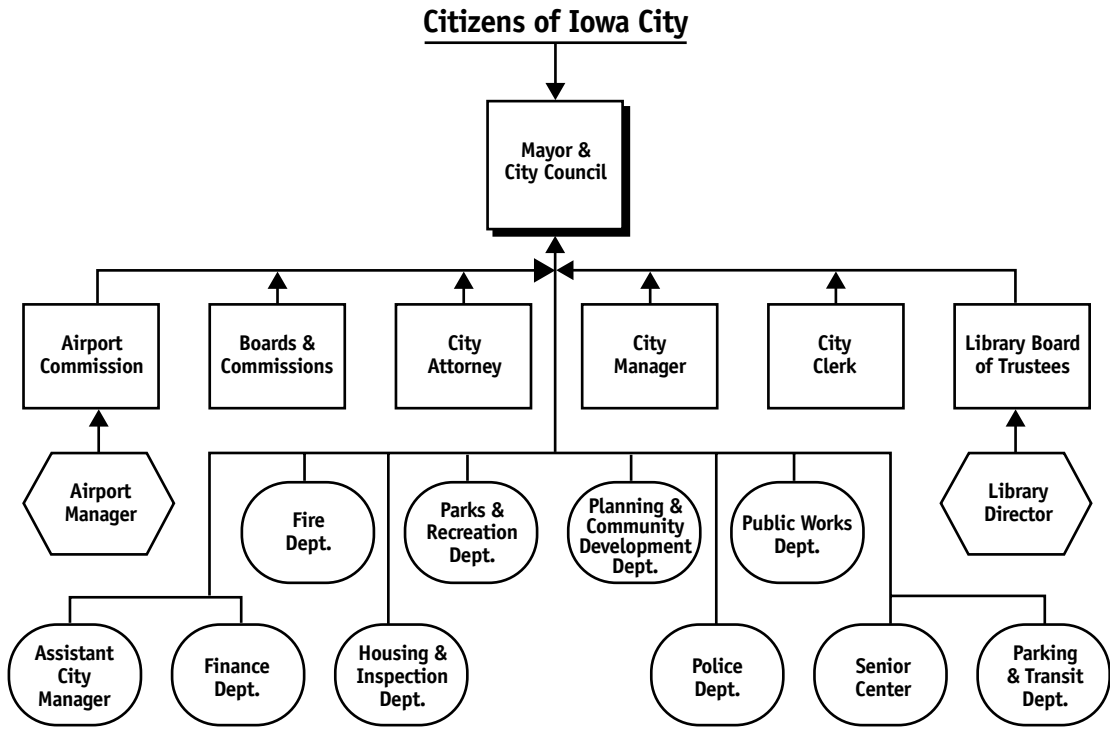 Citizens of Iowa City
Mayor &
City Council
Airport
Commission
Boards &
Commissions
City
Attorney
City
Manager
City
Clerk
Library Board
of Trustees
Airport
Manager
Fire
Dept.
Parks &
Recreation
Dept.
Planning &
Community
Development
Dept.
Public Works
Dept.
Library
Director
Assistant
City
Manager
Finance
Dept.
Housing &
Inspection
Dept.
Police
Dept.
Senior
Center
Parking
& Transit
Dept.